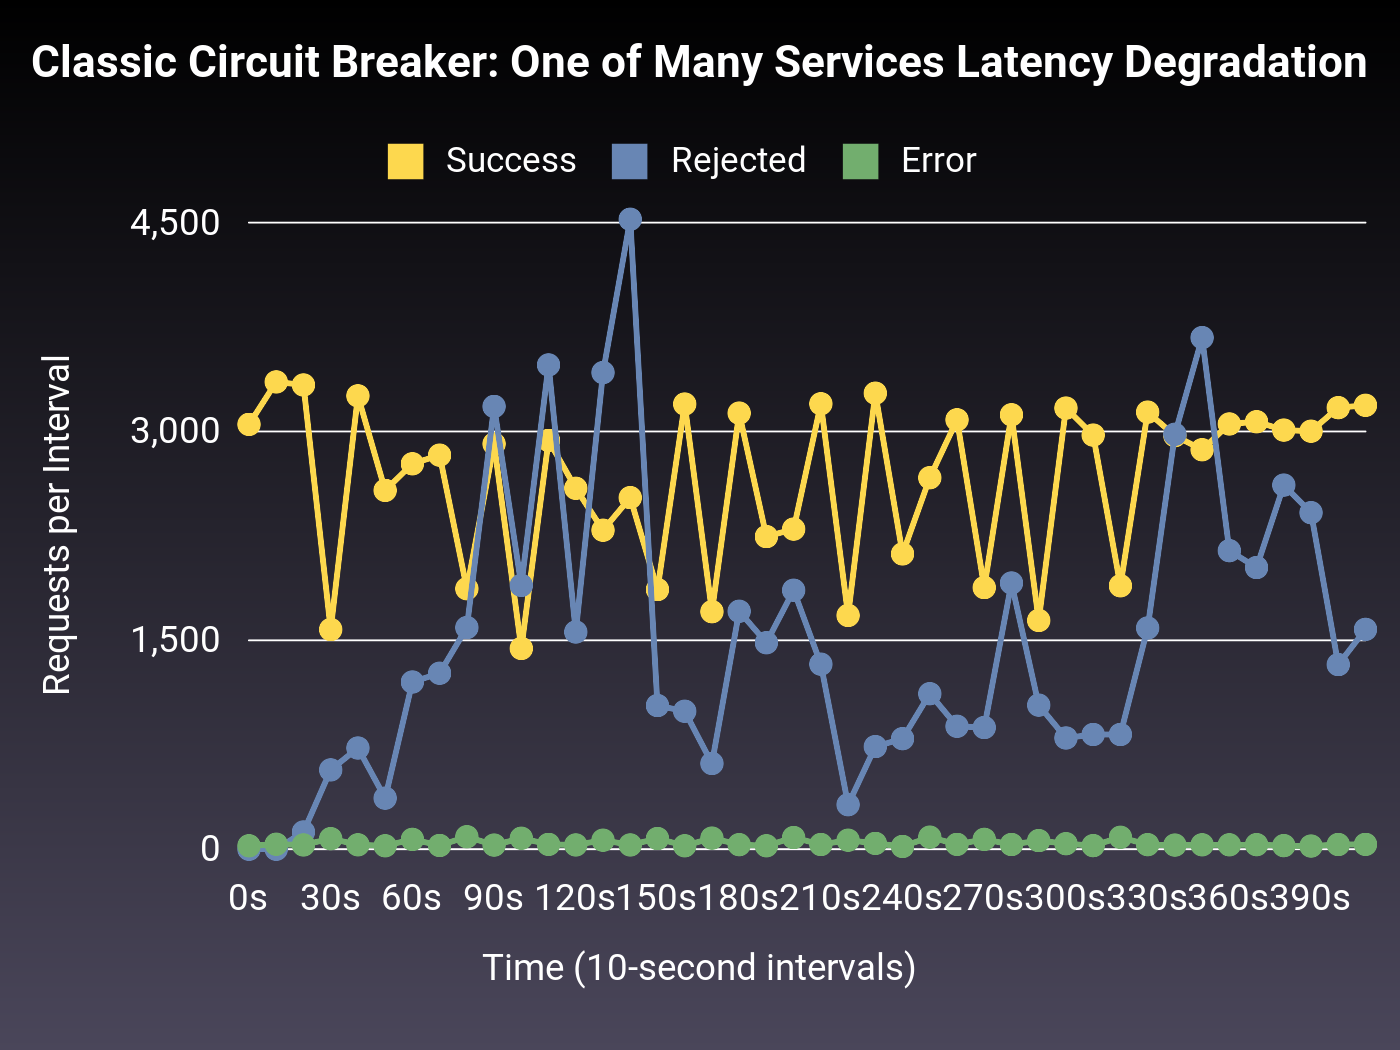 Classic Circuit Breaker: One of Many Services Latency Degradation
Success Rejected Error
4,500
3,000
1,500
0
Requests per Interval
0s 30s 60s 90s 120s 150s 180s 210s 240s 270s 300s 330s 360s 390s
Time (10-second intervals)